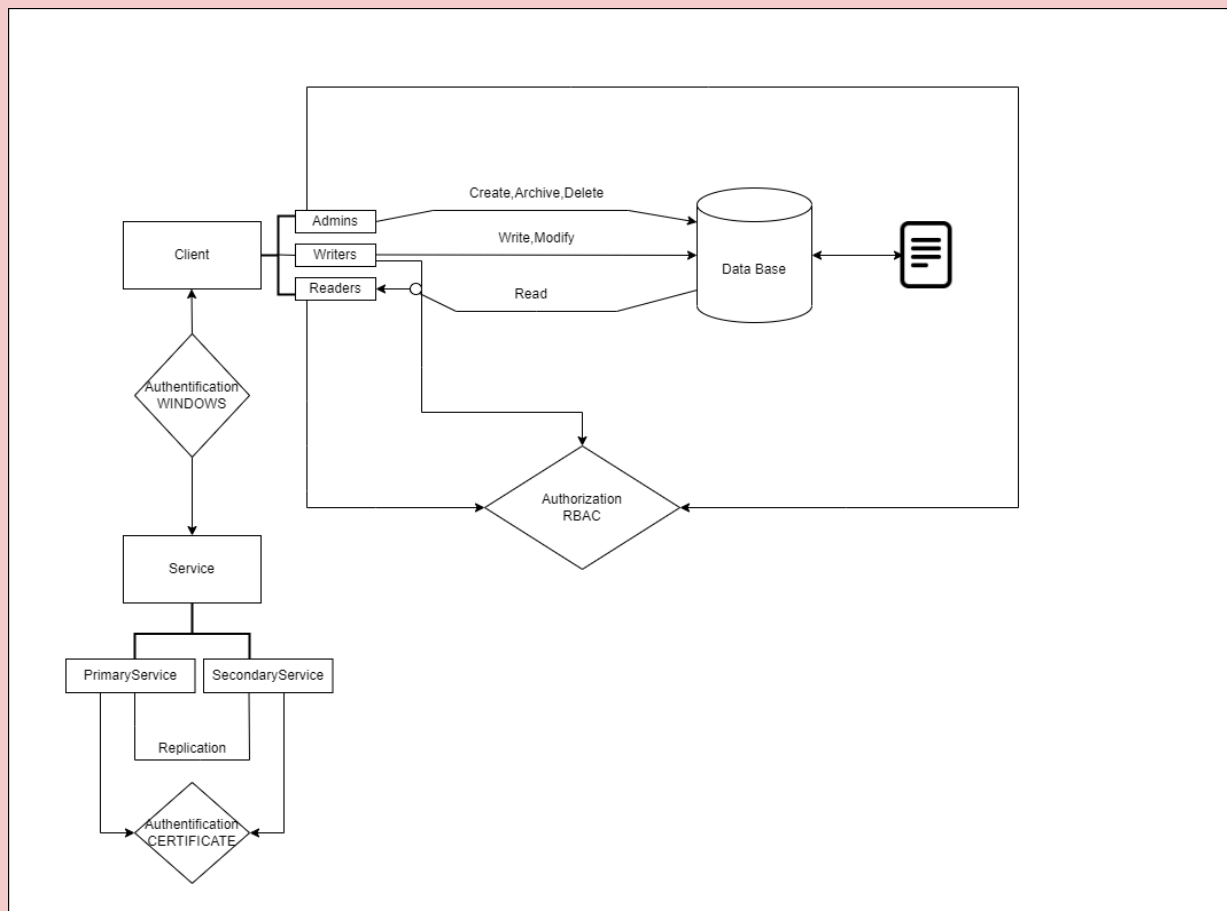 Create,Archive,Delete
Admins
Client
Writers
Write,Modify
Data Base
Readers
Read
Authentification
WINDOWS
Authorization
RBAC
Service
PrimaryService
SecondaryService
Replication
Authentification
CERTIFICATE